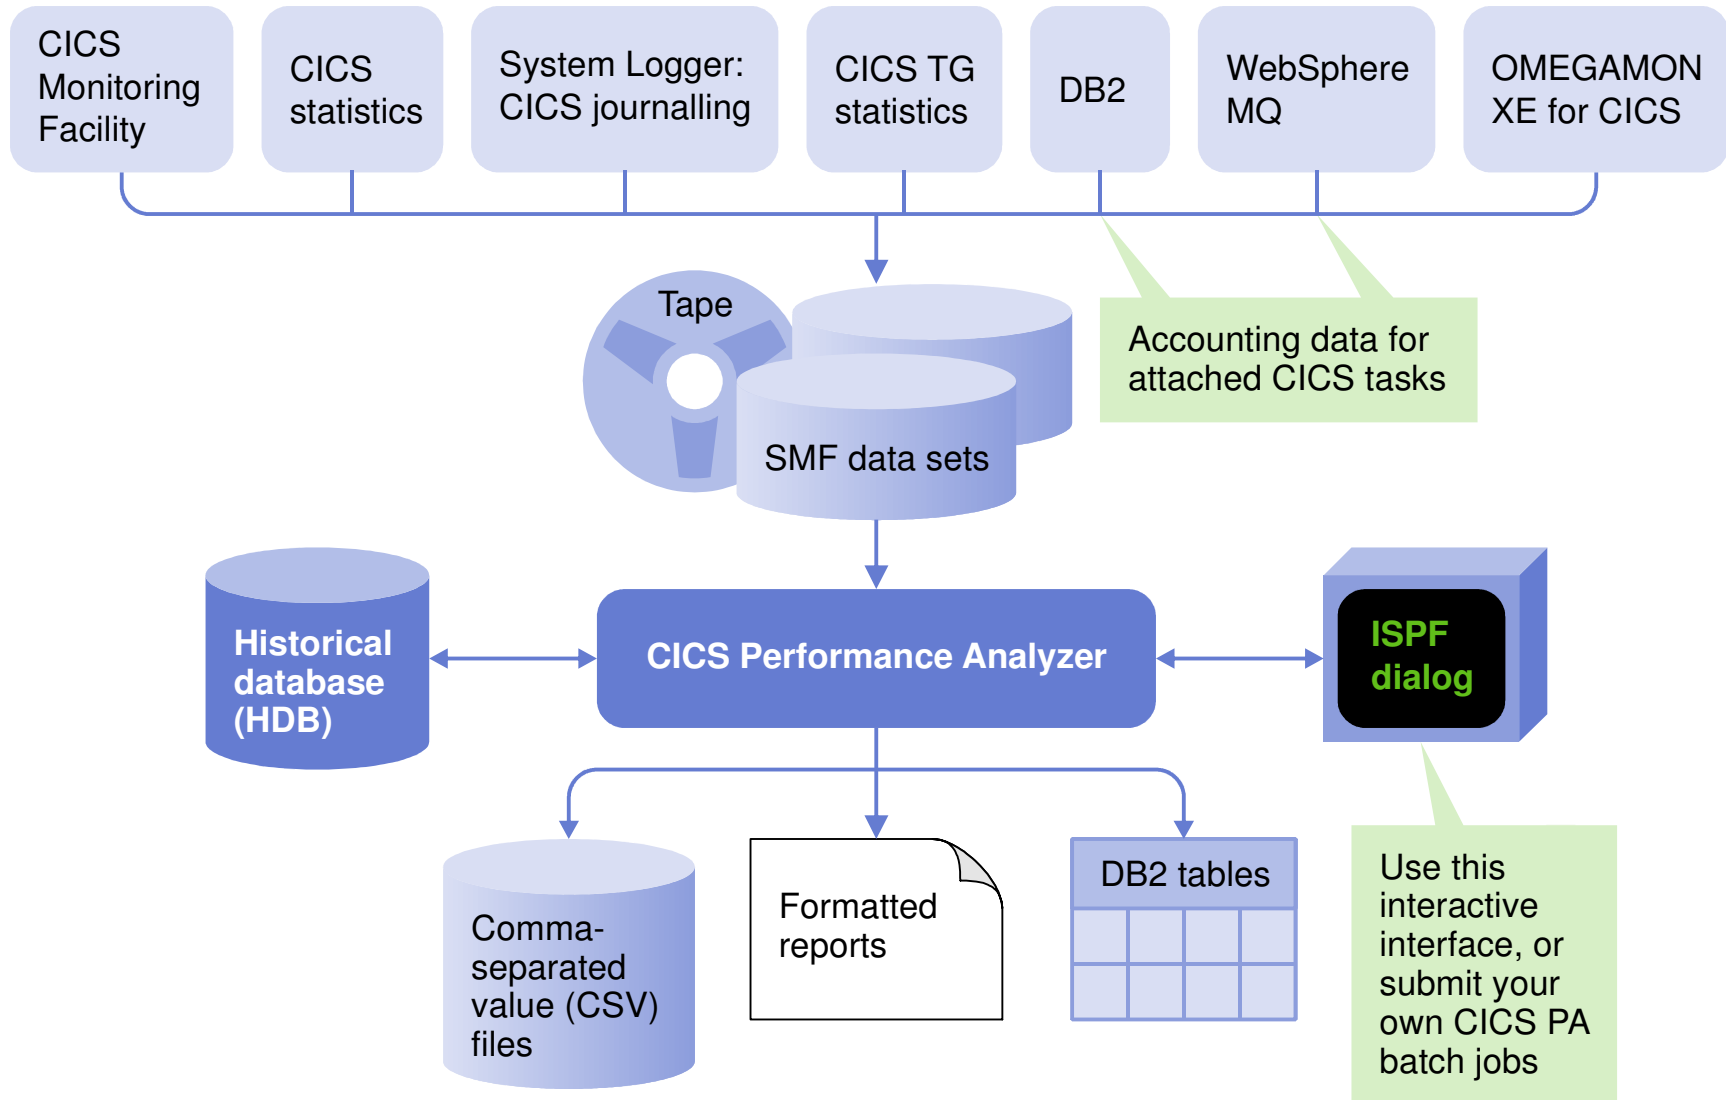 CICS
Monitoring
Facility
CICS
statistics
System Logger:
CICS journalling
CICS TG
statistics
DB2
WebSphere
MQ
OMEGAMON
XE for CICS
Tape
SMF data sets
Accounting data for
attached CICS tasks
Historical
database
(HDB)
CICS Performance Analyzer
ISPF
dialog
Comma-
separated
value (CSV)
files
Formatted
reports
DB2 tables
Use this
interactive
interface, or
submit your
own CICS PA
batch jobs